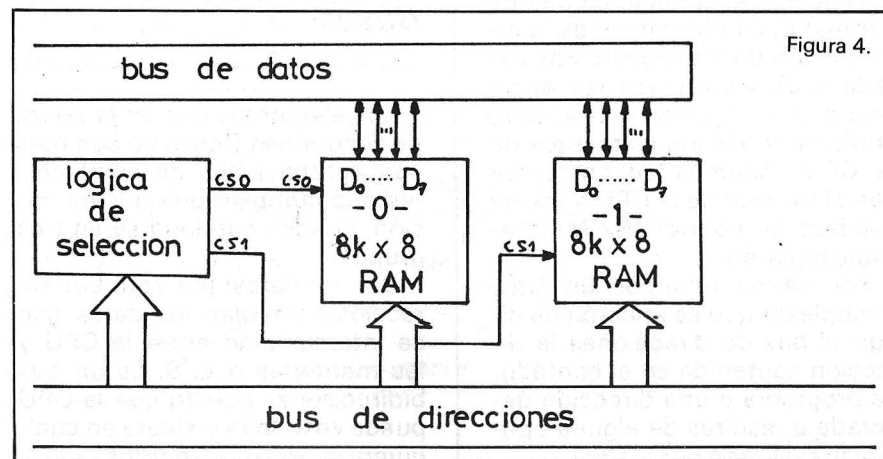 Figura 4.
bus de datos
logica
de
seleccion
cs0
cs0
cs1
D₀.....D₇
-0-
8k x 8
RAM
cs1
D₀.....D₇
-1-
8k x 8
RAM
bus de direcciones